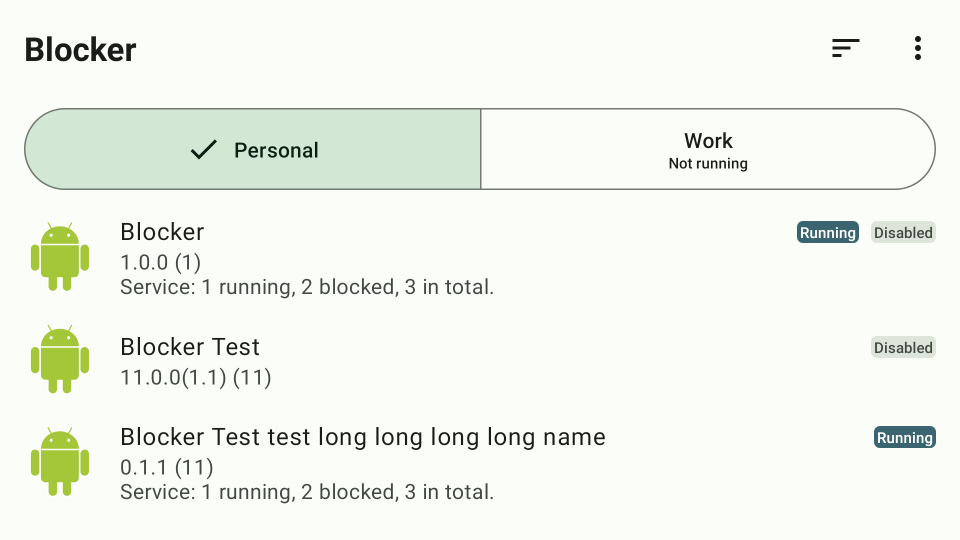 Blocker
Personal
Work
Not running
Blocker
Running
Disabled
1.0.0 (1)
Service: 1 running, 2 blocked, 3 in total.
Blocker Test
Disabled
11.0.0(1.1) (11)
Blocker Test test long long long long name
Running
0.1.1 (11)
Service: 1 running, 2 blocked, 3 in total.